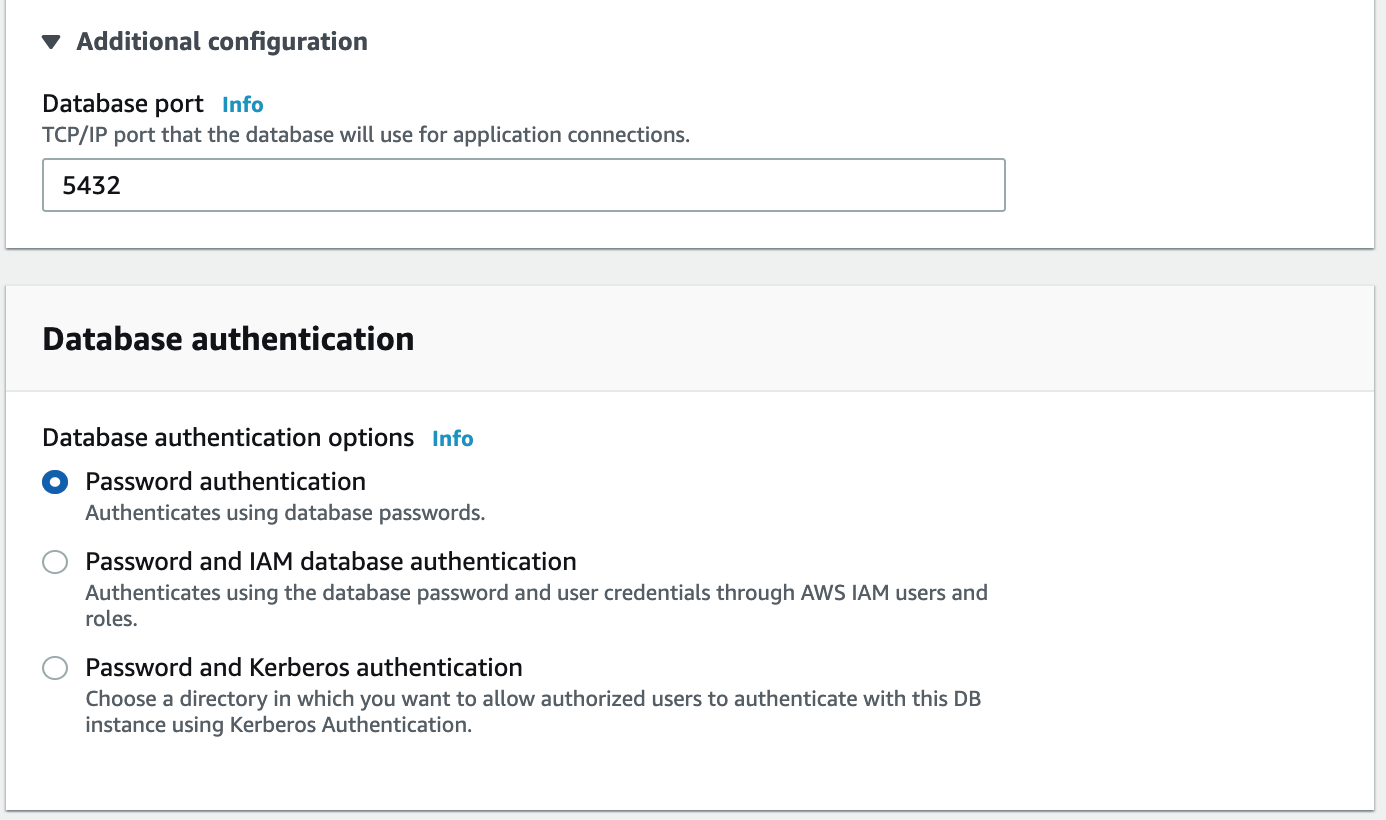 Additional configuration
Database port Info
TCP/IP port that the database will use for application connections.
5432
Database authentication
Database authentication options Info
Password authentication
Authenticates using database passwords.
Password and IAM database authentication
Authenticates using the database password and user credentials through AWS IAM users and
roles.
Password and Kerberos authentication
Choose a directory in which you want to allow authorized users to authenticate with this DB
instance using Kerberos Authentication.